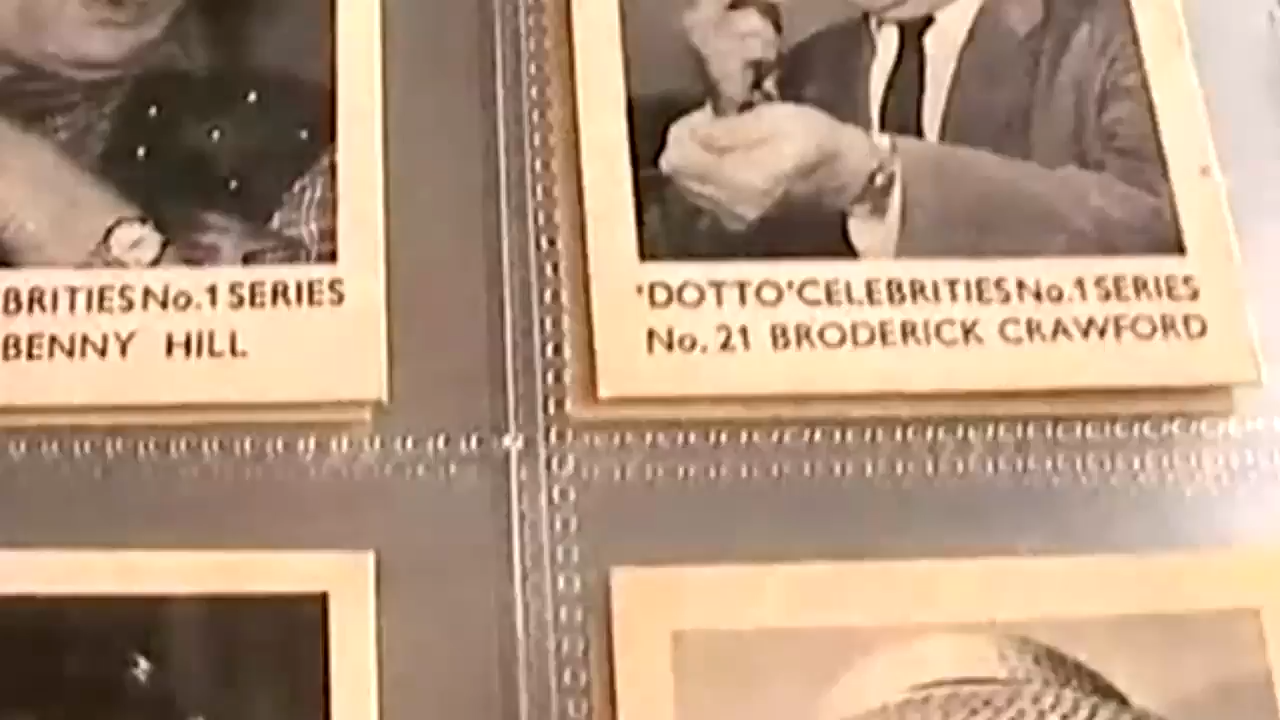 BRITIES No.1 SERIES
BENNY HILL
'DOTTO' CELEBRITIES No.1 SERIES
No. 21 BRODERICK CRAWFORD